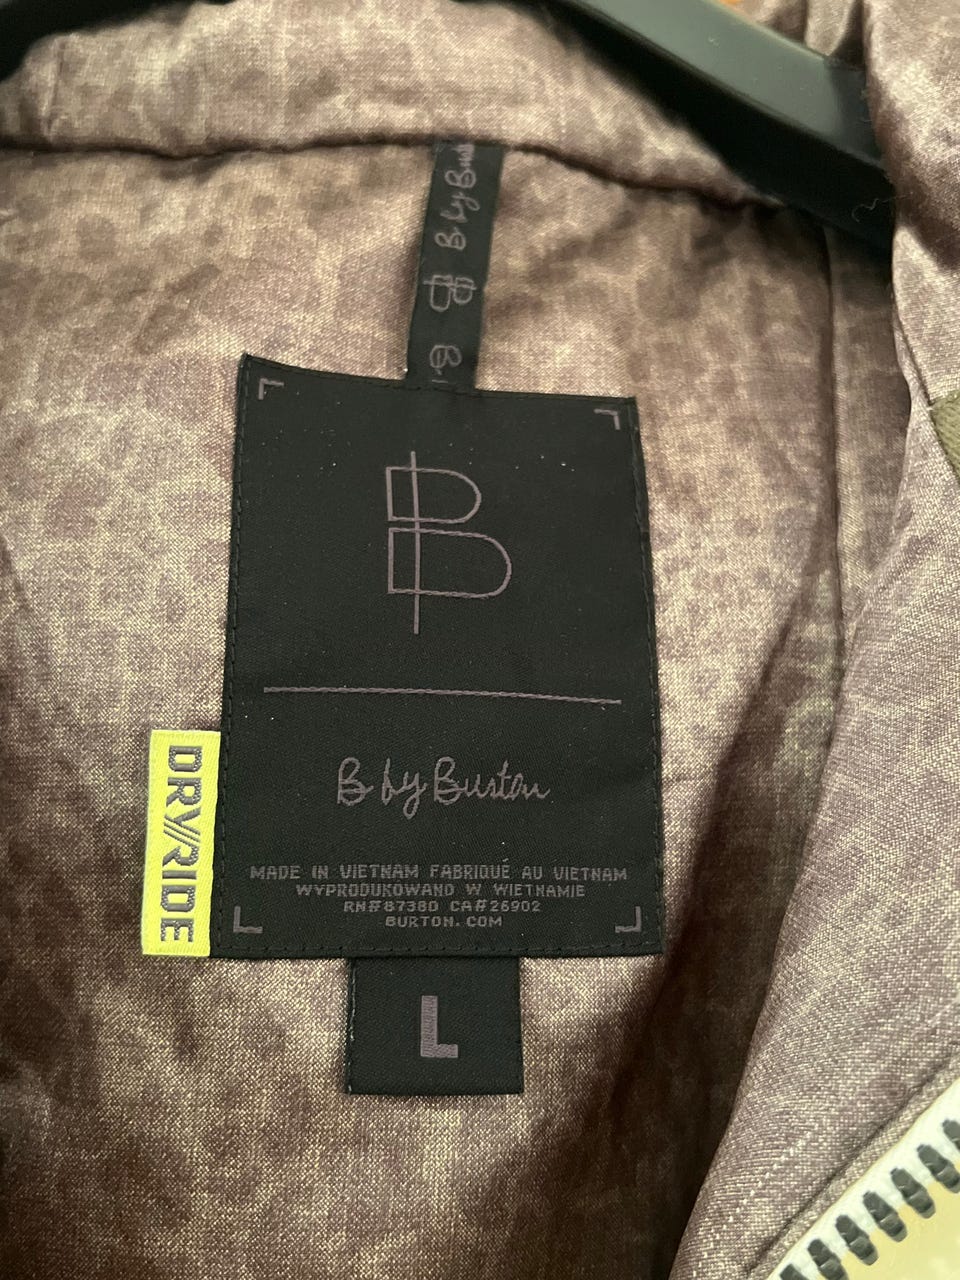 B by Burton
B by Burton
DRY//RIDE
MADE IN VIETNAM FABRIQUÉ AU VIETNAM
WYPRODUKOWANO W WIETNAMIE
RN#87380 CA#26902
BURTON.COM
L